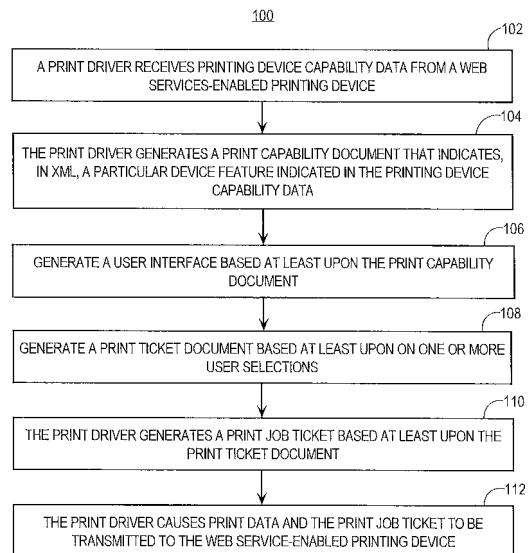 100
102
A PRINT DRIVER RECEIVES PRINTING DEVICE CAPABILITY DATA FROM A WEB
SERVICES-ENABLED PRINTING DEVICE
104
THE PRINT DRIVER GENERATES A PRINT CAPABILITY DOCUMENT THAT INDICATES,
IN XML, A PARTICULAR DEVICE FEATURE INDICATED IN THE PRINTING DEVICE
CAPABILITY DATA
106
GENERATE A USER INTERFACE BASED AT LEAST UPON THE PRINT CAPABILITY
DOCUMENT
108
GENERATE A PRINT TICKET DOCUMENT BASED AT LEAST UPON ON ONE OR MORE
USER SELECTIONS
110
THE PRINT DRIVER GENERATES A PRINT JOB TICKET BASED AT LEAST UPON THE
PRINT TICKET DOCUMENT
112
THE PRINT DRIVER CAUSES PRINT DATA AND THE PRINT JOB TICKET TO BE
TRANSMITTED TO THE WEB SERVICE-ENABLED PRINTING DEVICE